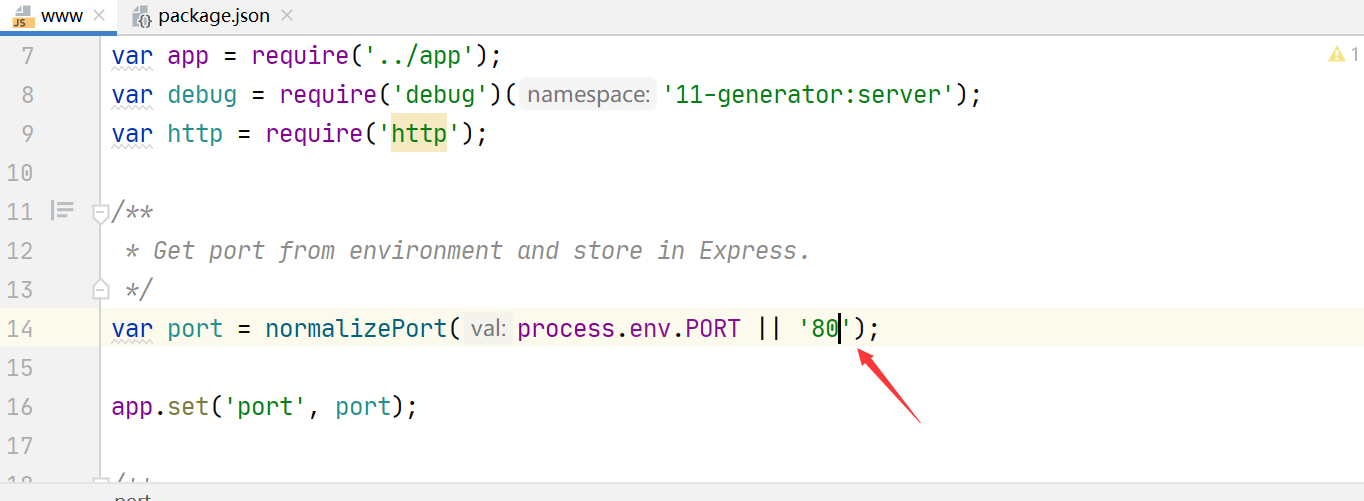 JS www package.json
7 var app = require('../app');
1
8 var debug = require('debug')( namespace: '11-generator:server');
9 var http = require('http');
10
11 /**
12 * Get port from environment and store in Express.
13 */
14 var port = normalizePort( val: process.env.PORT || '80');
15
16 app.set('port', port);
17
18 /**
port